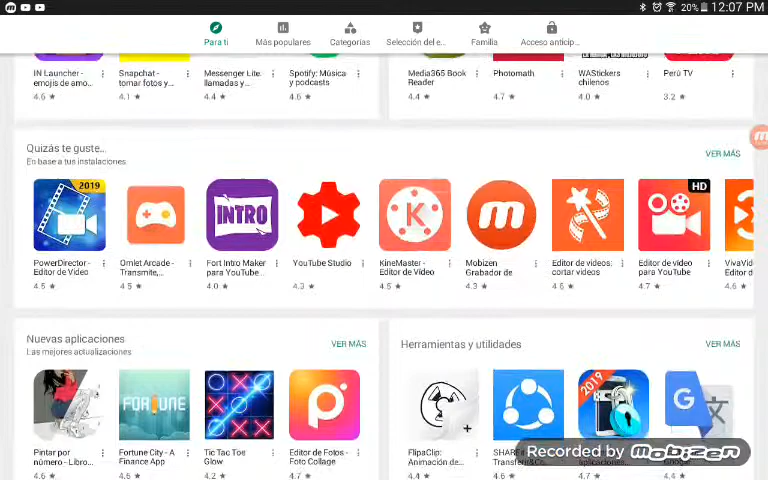 20% 12:07 PM
Para ti
Más populares
Categorías
Selección del e...
Familia
Acceso anticip...
IN Launcher - emojis de amo...
4.6 ★
Snapchat - tomar fotos y...
4.1 ★
Messenger Lite. llamadas y...
4.4 ★
Spotify: Música y podcasts
4.6 ★
Media365 Book Reader
4.4 ★
Photomath
4.7 ★
WAStickers chilenos
4.0 ★
Perú TV
3.2 ★
Quizás te guste...
En base a tus instalaciones
VER MÁS
2019
INTRO
K
HD
PowerDirector - Editor de Video
4.5 ★
Omlet Arcade - Transmite,...
4.5 ★
Fort Intro Maker para YouTube...
4.0 ★
YouTube Studio
4.3 ★
KineMaster - Editor de Vídeo
4.5 ★
Mobizen Grabador de
4.3 ★
Editor de videos: cortar videos
4.6 ★
Editor de video para YouTube
4.7 ★
VivaVid
Editor d
4.6 ★
Nuevas aplicaciones
Las mejores actualizaciones
VER MÁS
Herramientas y utilidades
VER MÁS
FORTUNE
2019
G
文
Pintar por número - Libro...
4.6 ★
Fortune City - A Finance App
4.6 ★
Tic Tac Toe Glow
4.2 ★
Editor de Fotos - Foto Collage
4.7 ★
FlipaClip: Animación de...
4.4 ★
Recorded by mobizen